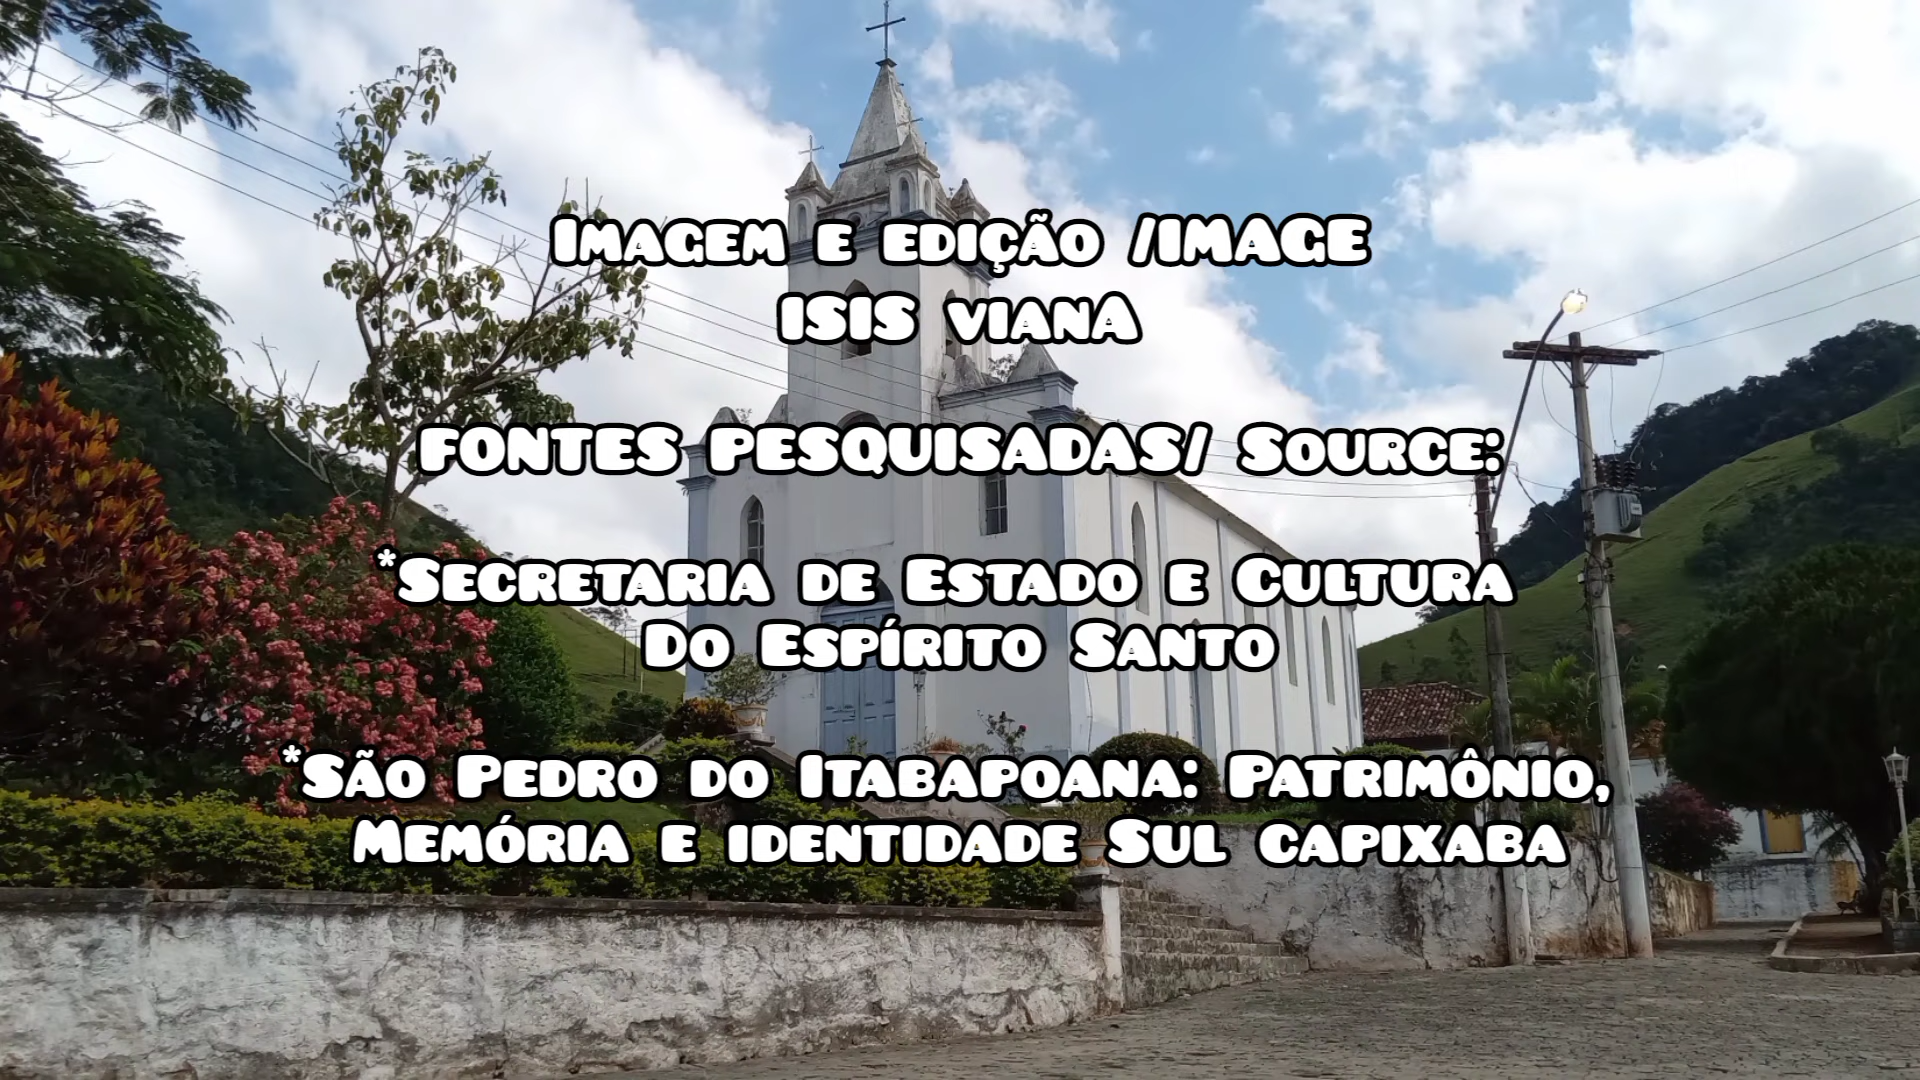 Imagem e edição /IMAGE
ISIS vianA
FONTES PESQUISADAS/ Source:
*Secretaria de Estado e Cultura
Do Espírito Santo
*São Pedro do Itabapoana: Patrimônio,
Memória e identidade Sul capixaba